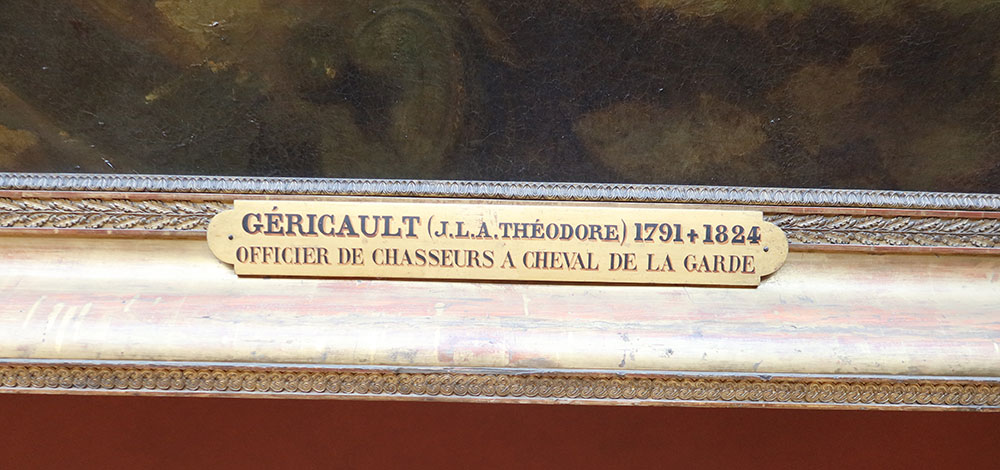 GÉRICAULT (J.L.A.THÉODORE) 1791+1824
OFFICIER DE CHASSEURS A CHEVAL DE LA GARDE